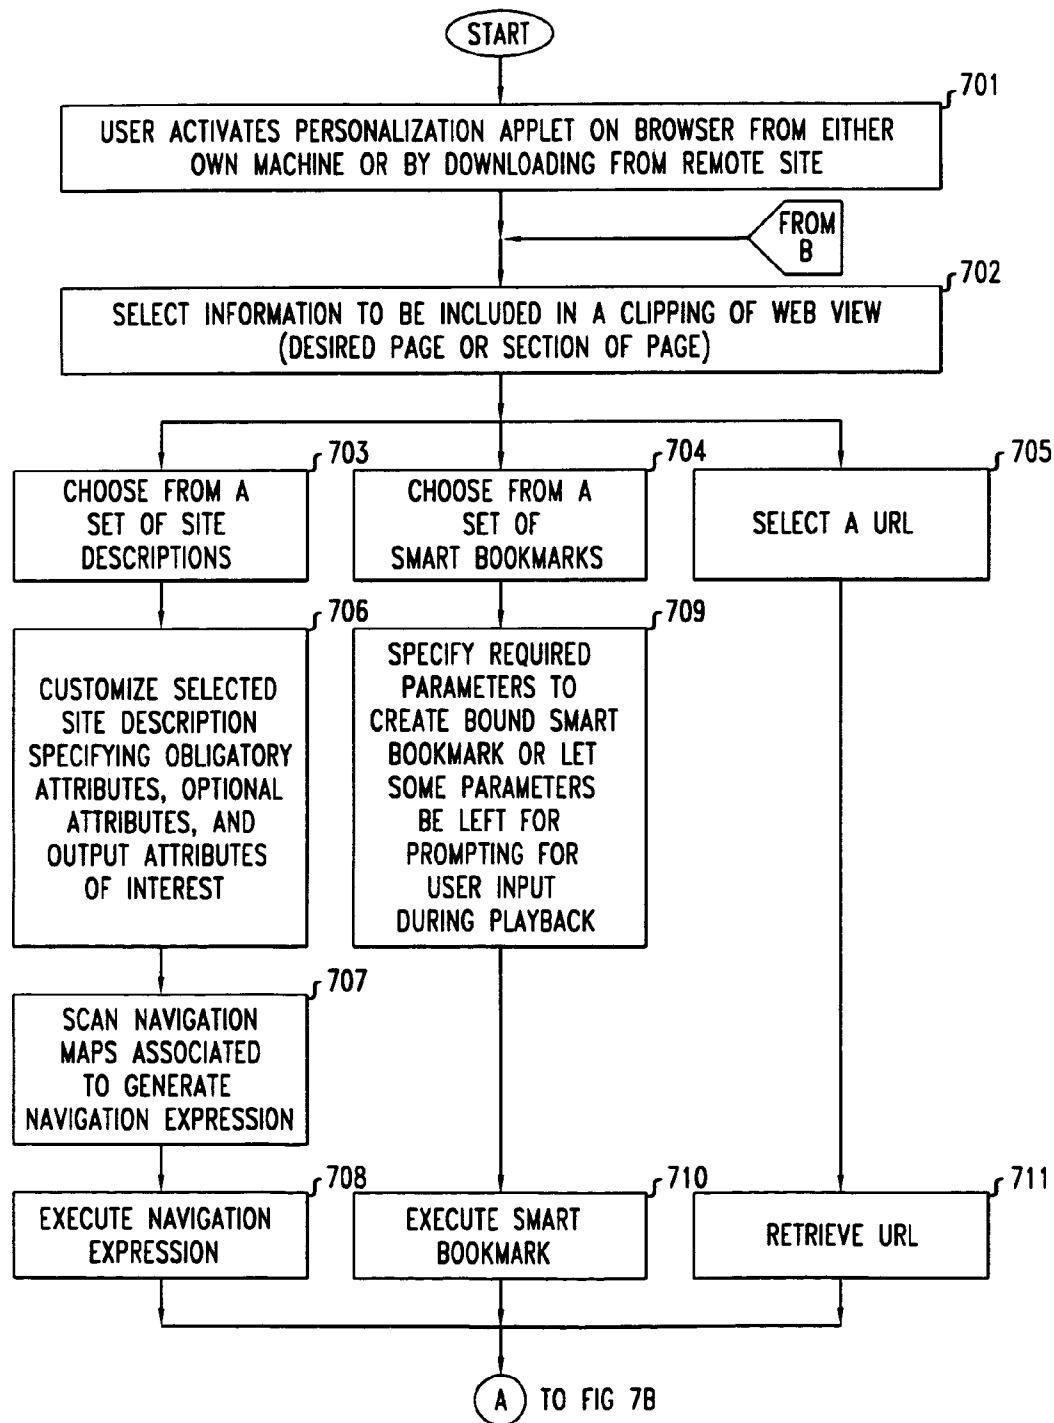 START
701
USER ACTIVATES PERSONALIZATION APPLET ON BROWSER FROM EITHER
OWN MACHINE OR BY DOWNLOADING FROM REMOTE SITE
FROM
B
702
SELECT INFORMATION TO BE INCLUDED IN A CLIPPING OF WEB VIEW
(DESIRED PAGE OR SECTION OF PAGE)
703
CHOOSE FROM A
SET OF SITE
DESCRIPTIONS
704
CHOOSE FROM A
SET OF
SMART BOOKMARKS
705
SELECT A URL
706
CUSTOMIZE SELECTED
SITE DESCRIPTION
SPECIFYING OBLIGATORY
ATTRIBUTES, OPTIONAL
ATTRIBUTES, AND
OUTPUT ATTRIBUTES
OF INTEREST
709
SPECIFY REQUIRED
PARAMETERS TO
CREATE BOUND SMART
BOOKMARK OR LET
SOME PARAMETERS
BE LEFT FOR
PROMPTING FOR
USER INPUT
DURING PLAYBACK
707
SCAN NAVIGATION
MAPS ASSOCIATED
TO GENERATE
NAVIGATION EXPRESSION
708
EXECUTE NAVIGATION
EXPRESSION
710
EXECUTE SMART
BOOKMARK
711
RETRIEVE URL
A TO FIG 7B